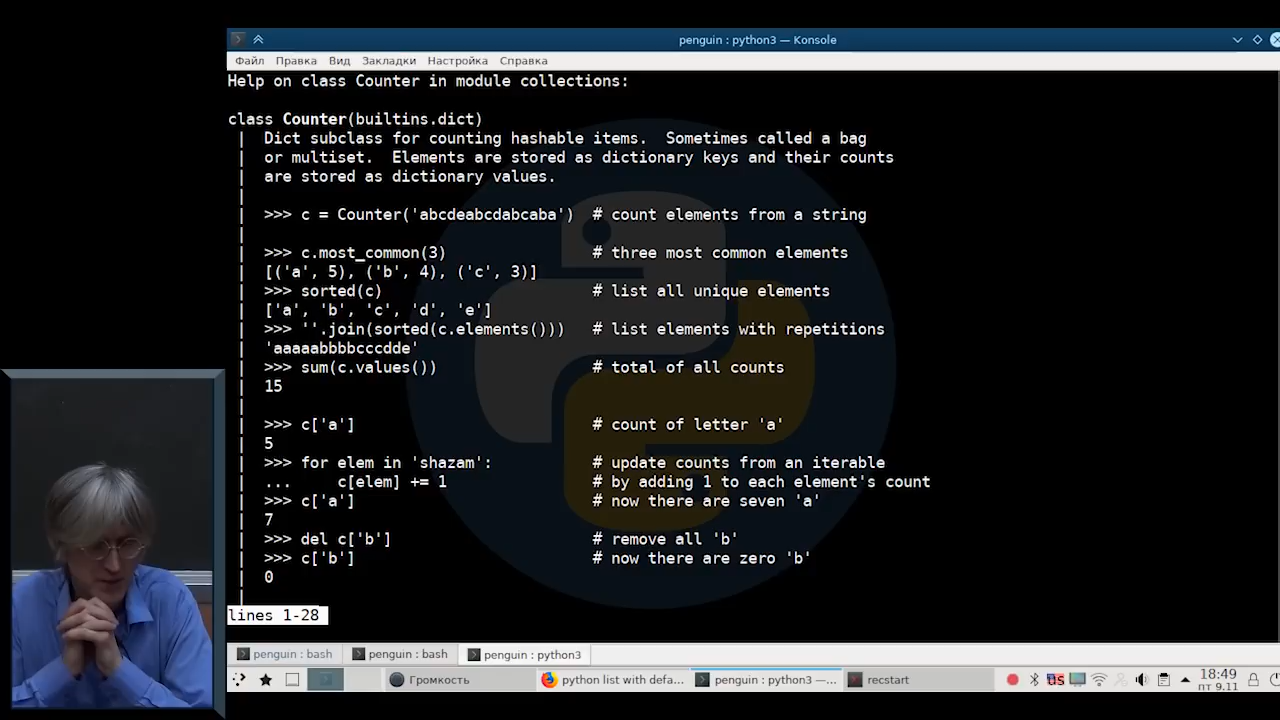 penguin : python3 — Konsole
Файл Правка Вид Закладки Настройка Справка
Help on class Counter in module collections:
class Counter(builtins.dict)
|  Dict subclass for counting hashable items.  Sometimes called a bag
|  or multiset.  Elements are stored as dictionary keys and their counts
|  are stored as dictionary values.
|
|  >>> c = Counter('abcdeabcdabcaba')  # count elements from a string
|
|  >>> c.most_common(3)                # three most common elements
|  [('a', 5), ('b', 4), ('c', 3)]
|  >>> sorted(c)                       # list all unique elements
|  ['a', 'b', 'c', 'd', 'e']
|  >>> ''.join(sorted(c.elements()))   # list elements with repetitions
|  'aaaaabbbbcccdde'
|  >>> sum(c.values())                 # total of all counts
|  15
|
|  >>> c['a']                          # count of letter 'a'
|  5
|  >>> for elem in 'shazam':           # update counts from an iterable
|  ...     c[elem] += 1                # by adding 1 to each element's count
|  >>> c['a']                          # now there are seven 'a'
|  7
|  >>> del c['b']                      # remove all 'b'
|  >>> c['b']                          # now there are zero 'b'
|  0
|
lines 1-28
penguin : bash penguin : bash penguin : python3
Громкость python list with defa... penguin : python3 —... recstart US 18:49
пт 9.11